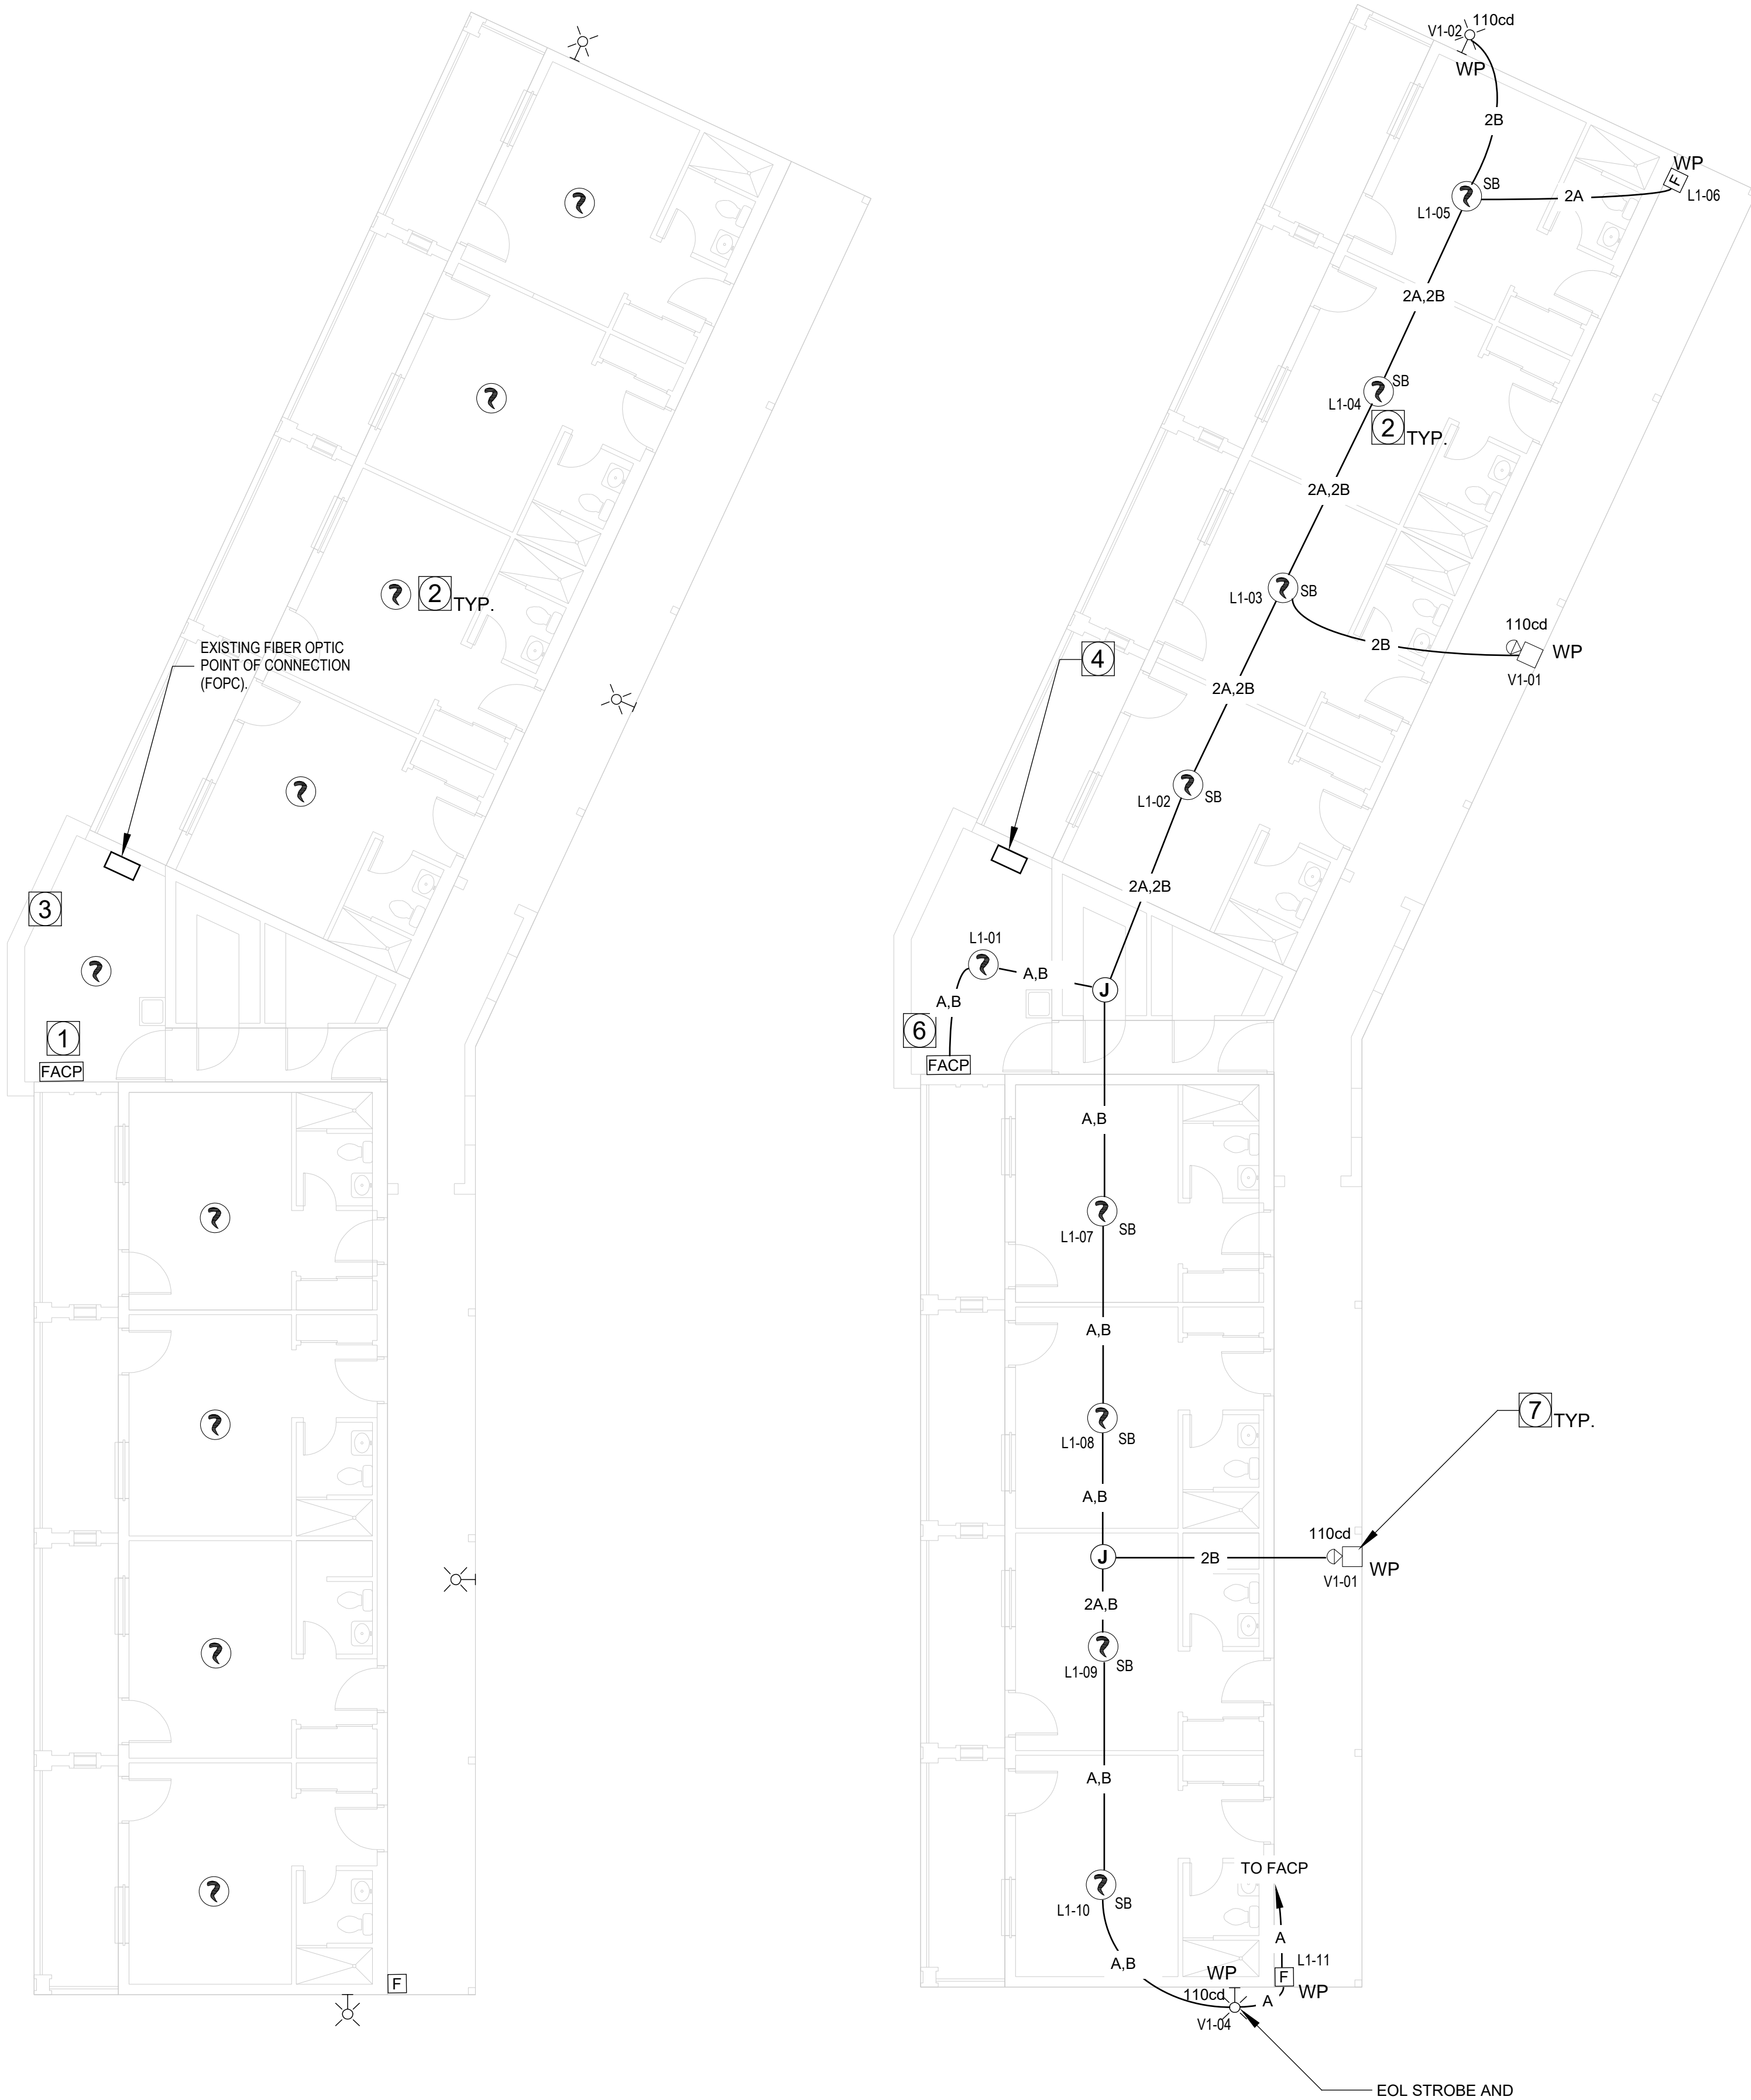 2
TYP.
EXISTING FIBER OPTIC
POINT OF CONNECTION
(FOPC).
3
1
FACP
F
V1-02
110cd
WP
2B
WP
F
L1-06
SB
L1-05
2A
2A,2B
SB
L1-04
2
TYP.
2A,2B
L1-03
SB
2B
110cd
WP
V1-01
4
2A,2B
L1-02
SB
2A,2B
L1-01
A,B
J
A,B
6
FACP
A,B
L1-07
SB
A,B
L1-08
SB
7
TYP.
A,B
J
2B
110cd
WP
V1-01
2A,B
L1-09
SB
A,B
TO FACP
L1-10
SB
A
L1-11
A,B
WP
F
WP
110cd
A
V1-04
EOL STROBE AND